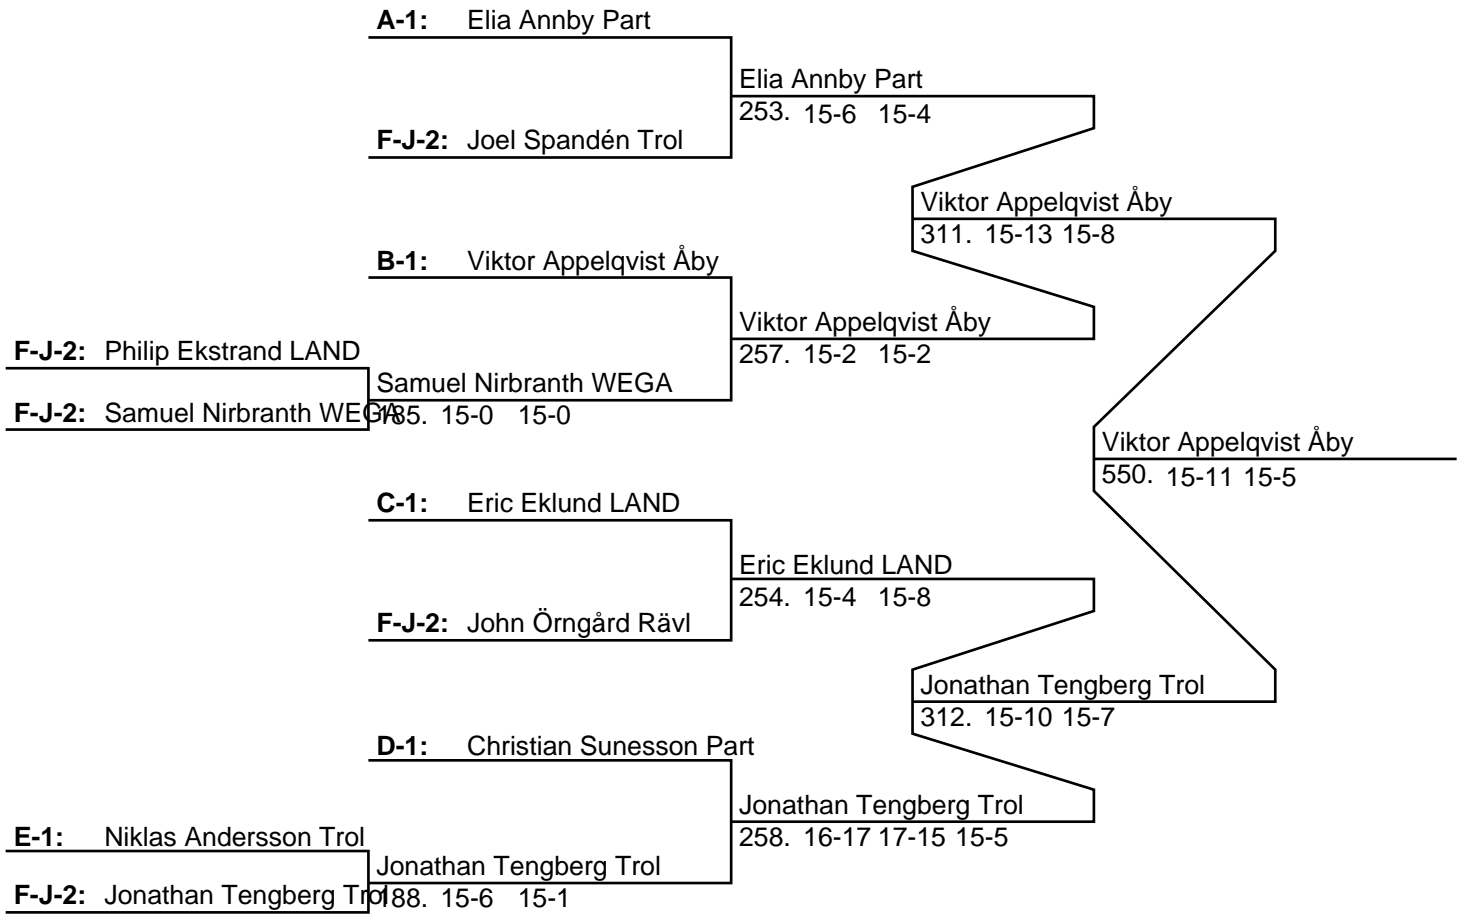 A-1: Elia Annby Part
Elia Annby Part
253. 15-6 15-4
F-J-2: Joel Spandén Trol
Viktor Appelqvist Åby
311. 15-13 15-8
B-1: Viktor Appelqvist Åby
Viktor Appelqvist Åby
257. 15-2 15-2
F-J-2: Philip Ekstrand LAND
Samuel Nirbranth WEGA
F-J-2: Samuel Nirbranth WEGA
185. 15-0 15-0
Viktor Appelqvist Åby
550. 15-11 15-5
C-1: Eric Eklund LAND
Eric Eklund LAND
254. 15-4 15-8
F-J-2: John Örngård Rävl
Jonathan Tengberg Trol
312. 15-10 15-7
D-1: Christian Sunesson Part
Jonathan Tengberg Trol
258. 16-17 17-15 15-5
E-1: Niklas Andersson Trol
Jonathan Tengberg Trol
F-J-2: Jonathan Tengberg Trol
188. 15-6 15-1